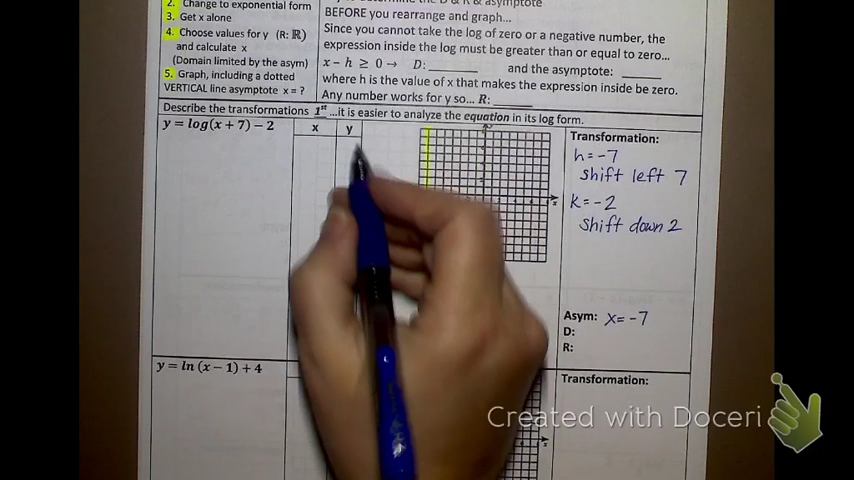 2. Change to exponential form
3. Get x alone
4. Choose values for y (R: ℝ)
and calculate x
(Domain limited by the asym)
5. Graph, including a dotted
VERTICAL line asymptote x = ?
BEFORE you rearrange and graph...
Since you cannot take the log of zero or a negative number, the
expression inside the log must be greater than or equal to zero...
x − h ≥ 0 → D: ________ and the asymptote: ______
where h is the value of x that makes the expression inside be zero.
Any number works for y so... R: ______
Describe the transformations 1st ...it is easier to analyze the equation in its log form.
y = log(x + 7) − 2
x y
Transformation:
h = -7
shift left 7
k = -2
shift down 2
Asym: x = -7
D:
R:
y = ln (x − 1) + 4
Transformation:
Created with Doceri